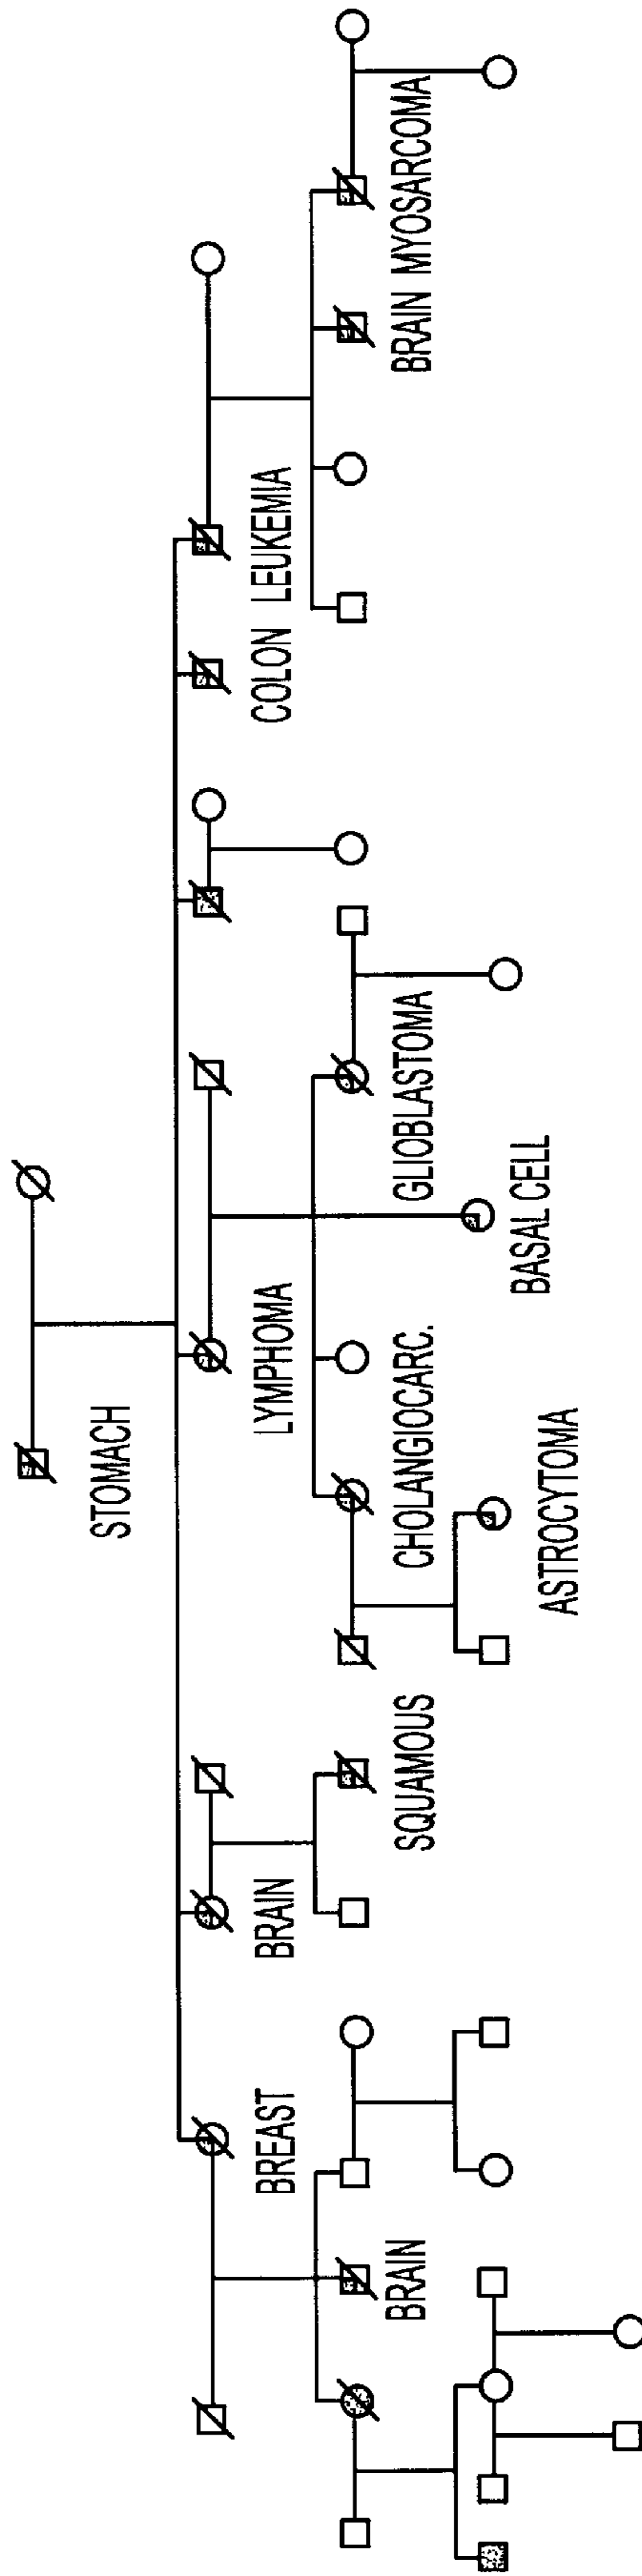 STOMACH
BREAST
BRAIN
LYMPHOMA
COLON LEUKEMIA
BRAIN
SQUAMOUS
CHOLANGIOCARC.
GLIOBLASTOMA
BRAIN MYOSARCOMA
ASTROCYTOMA
BASAL CELL